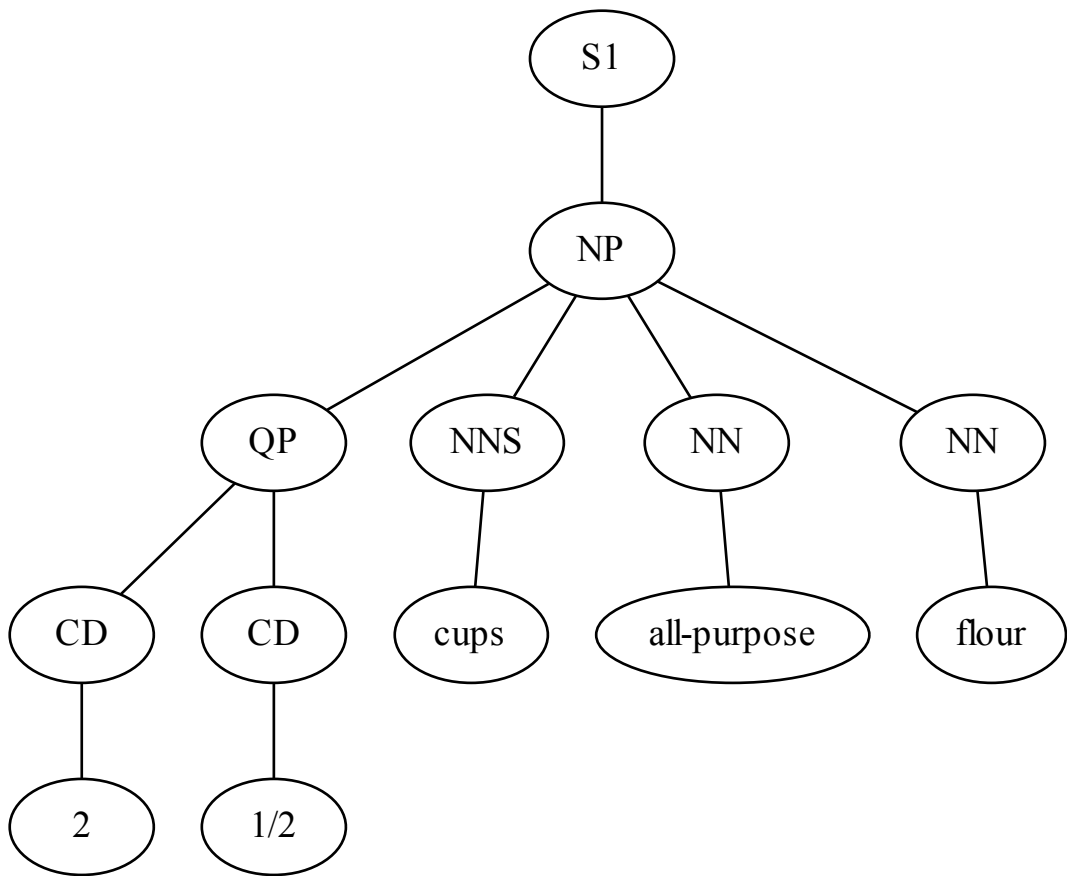 S1
NP
QP NNS NN NN
CD CD cups all-purpose flour
2 1/2